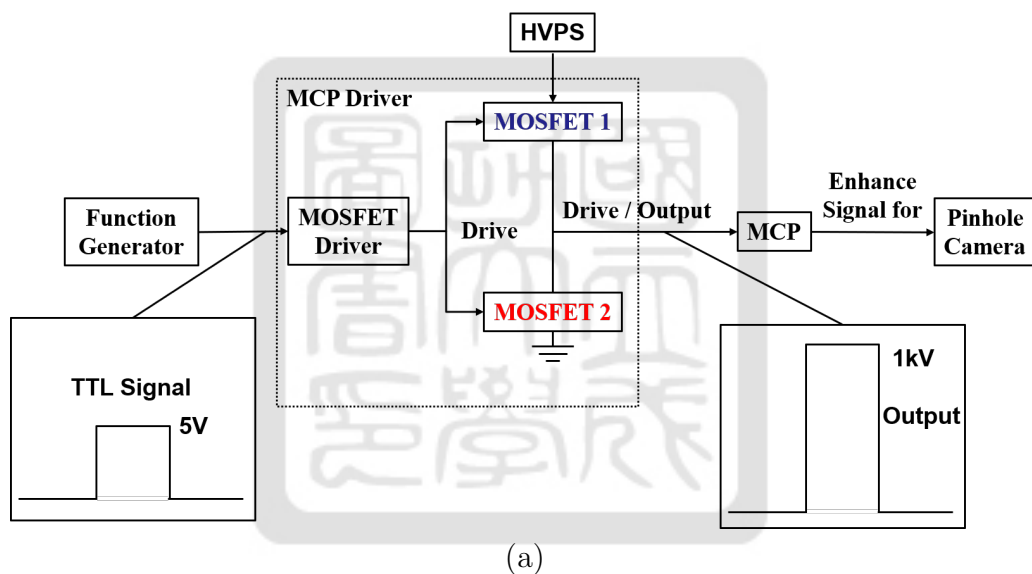 HVPS
MCP Driver
MOSFET 1
Function
Generator
MOSFET
Driver
Drive
Drive / Output
MCP
Enhance
Signal for
Pinhole
Camera
MOSFET 2
TTL Signal
5V
1kV
Output
(a)